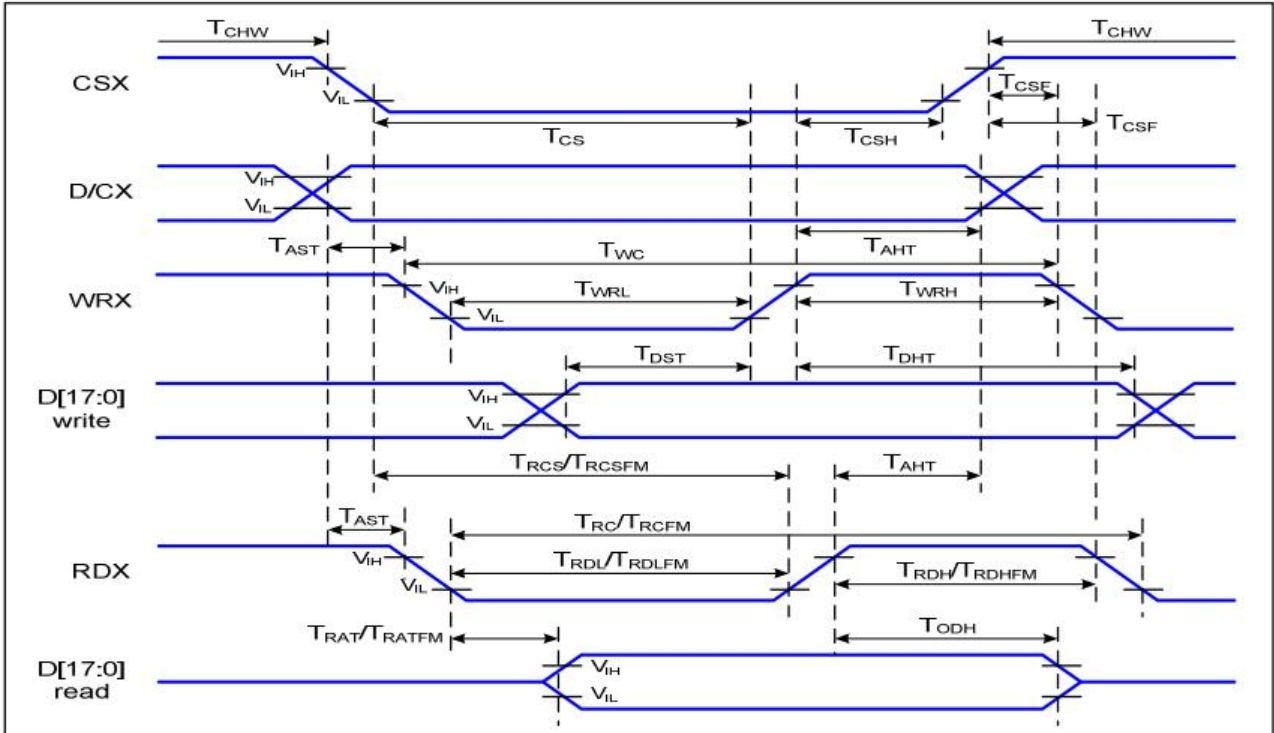 TCHW
TCHW
VIH
CSX
TCSF
VIL
TCS
TCSH
TCSF
VIH
D/CX
VIL
TAST
TWC
TAHT
WRX
VIH
TWRL
TWRH
VIL
TDST
TDHT
D[17:0]
write
VIH
VIL
TRCS/TRCSFM
TAHT
TAST
TRC/TRCFM
RDX
VIH
TRDL/TRDLFM
TRDH/TRDHFM
VIL
TRAT/TRATFM
TODH
D[17:0]
read
VIH
VIL